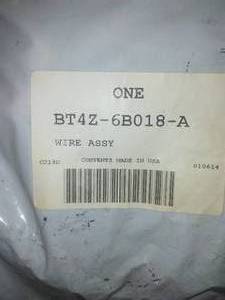 ONE
BT4Z-6B018-A
WIRE ASSY
CONTENTS MADE IN USA
010614